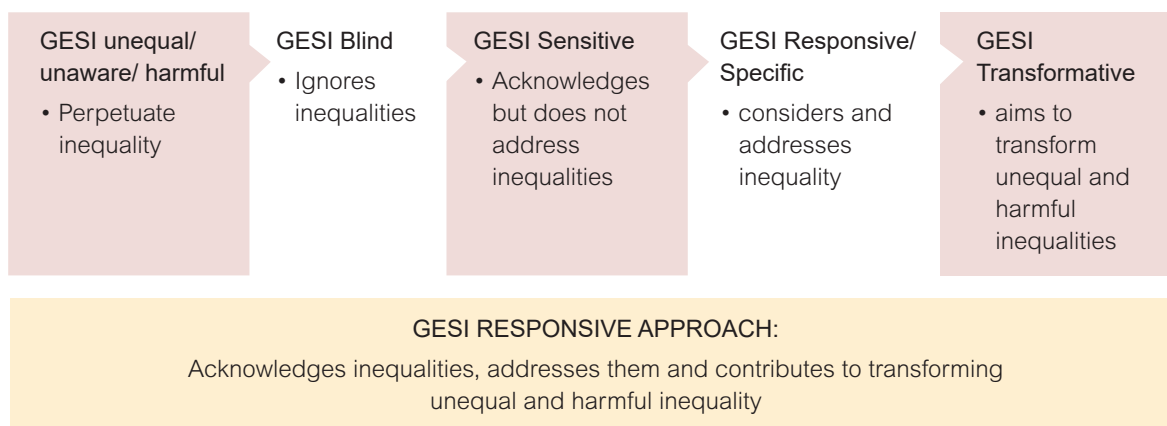 GESI unequal/
unaware/ harmful
• Perpetuate
inequality
GESI Blind
• Ignores
inequalities
GESI Sensitive
• Acknowledges
but does not
address
inequalities
GESI Responsive/
Specific
• considers and
addresses
inequality
GESI
Transformative
• aims to
transform
unequal and
harmful
inequalities
GESI RESPONSIVE APPROACH:
Acknowledges inequalities, addresses them and contributes to transforming
unequal and harmful inequality